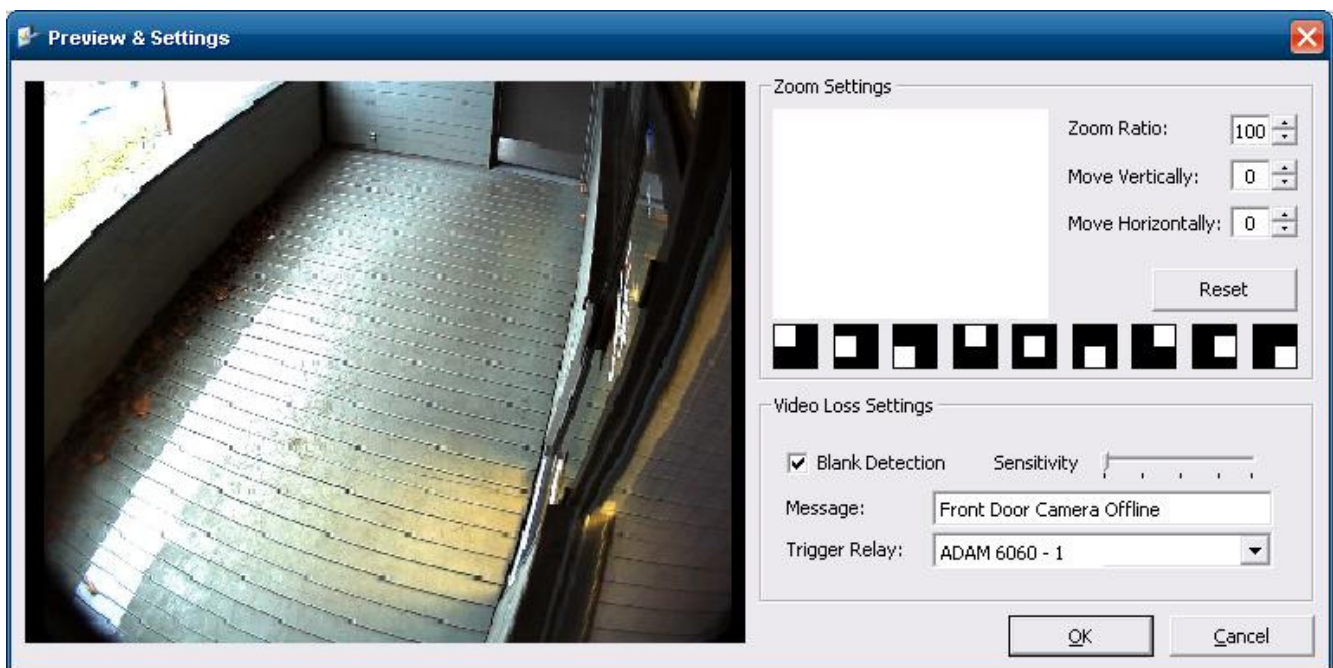 Preview & Settings
Zoom Settings
Zoom Ratio: 100
Move Vertically: 0
Move Horizontally: 0
Reset
Video Loss Settings
Blank Detection Sensitivity
Message: Front Door Camera Offline
Trigger Relay: ADAM 6060 - 1
OK Cancel